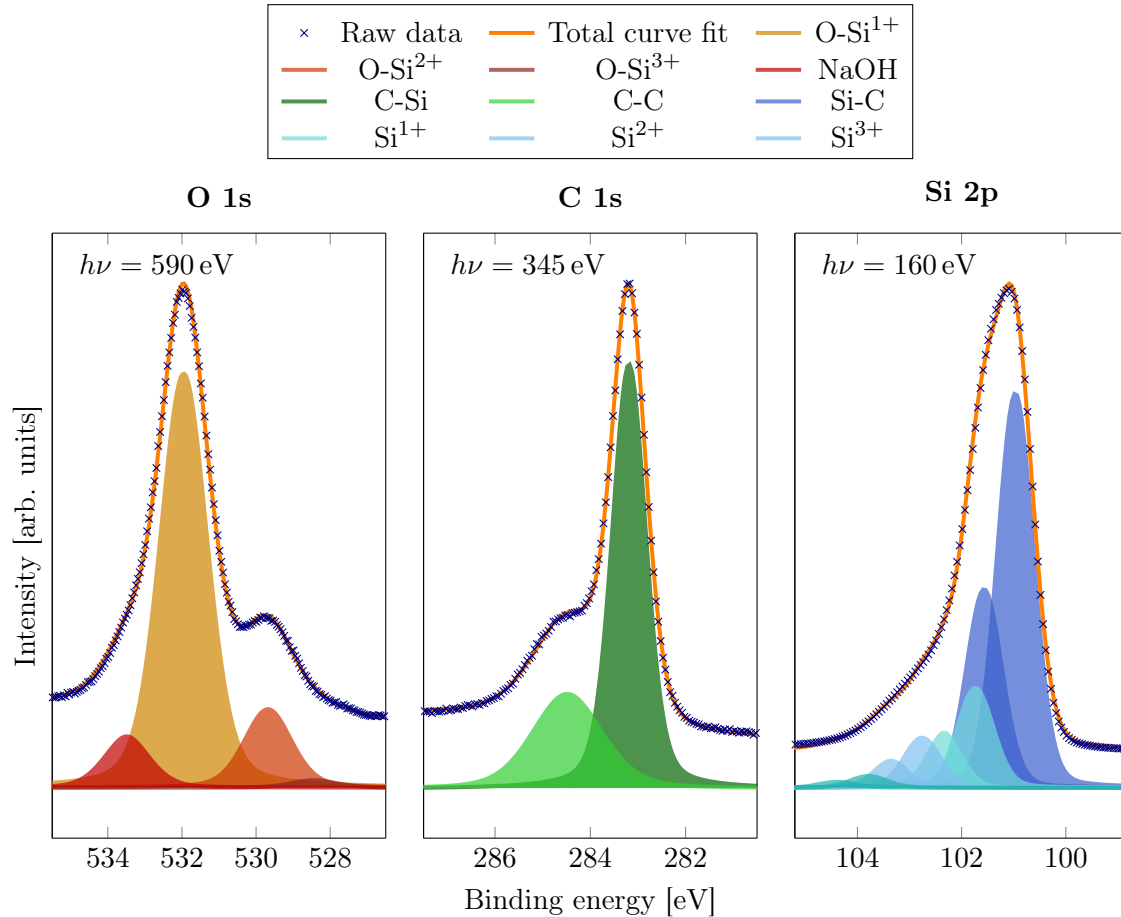 Raw data Total curve fit O-Si¹⁺
O-Si²⁺ O-Si³⁺ NaOH
C-Si C-C Si-C
Si¹⁺ Si²⁺ Si³⁺
O 1s C 1s Si 2p
hν = 590 eV hν = 345 eV hν = 160 eV
Intensity [arb. units]
534 532 530 528 286 284 282 104 102 100
Binding energy [eV]